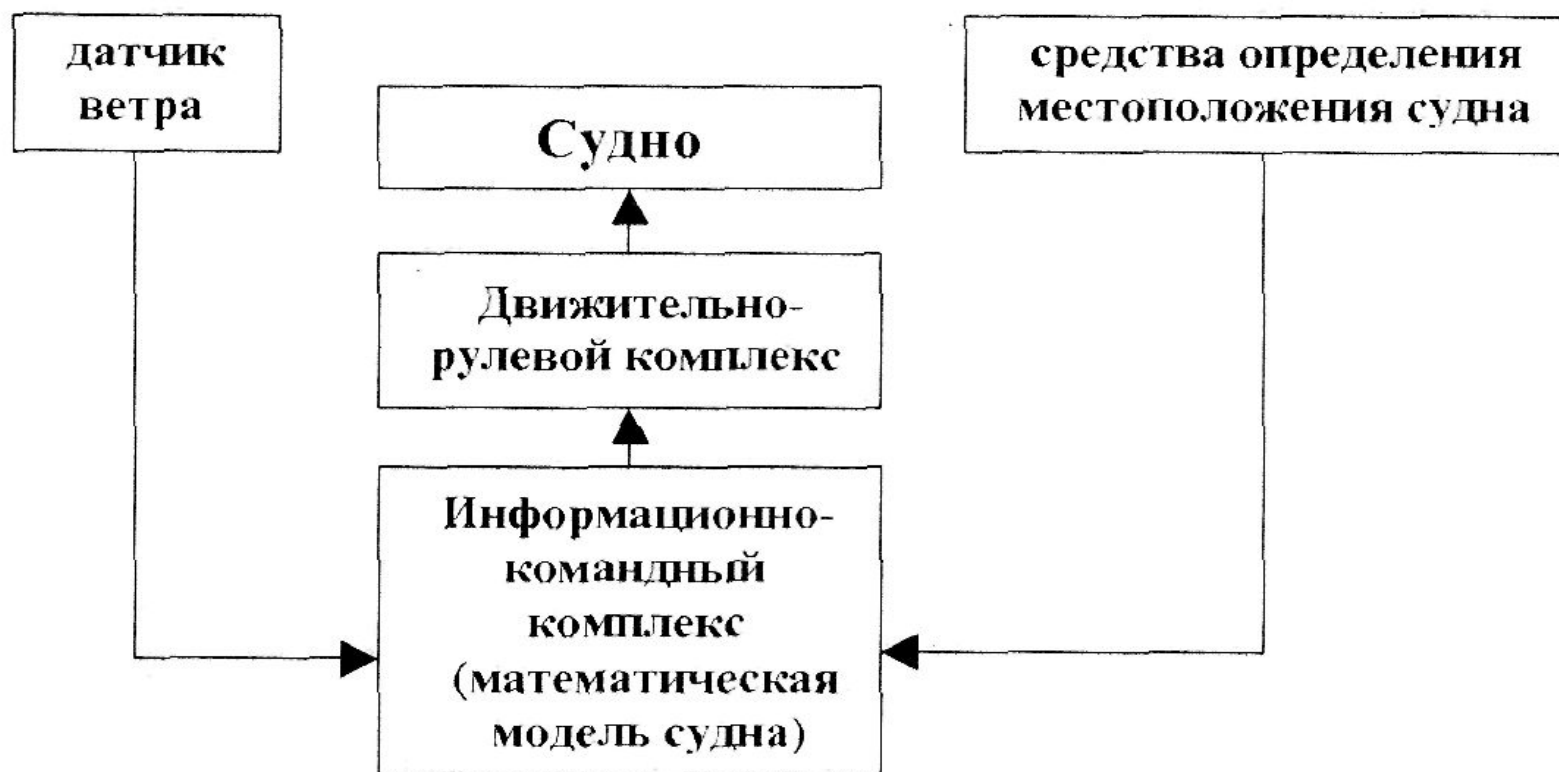 датчик
ветра
Судно
средства определения
местоположения судна
Движительно-
рулевой комплекс
Информационно-
командный
комплекс
(математическая
модель судна)